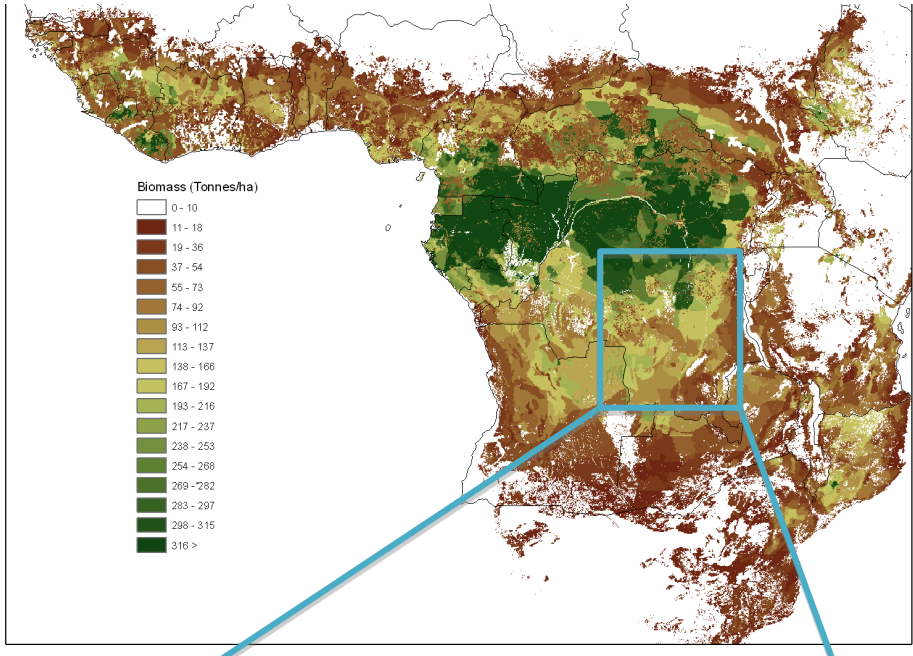 Biomass (Tonnes/ha)
0 - 10
11 - 18
19 - 36
37 - 54
55 - 73
74 - 92
93 - 112
113 - 137
138 - 166
167 - 192
193 - 216
217 - 237
238 - 253
254 - 268
269 - 282
283 - 297
298 - 315
316 >